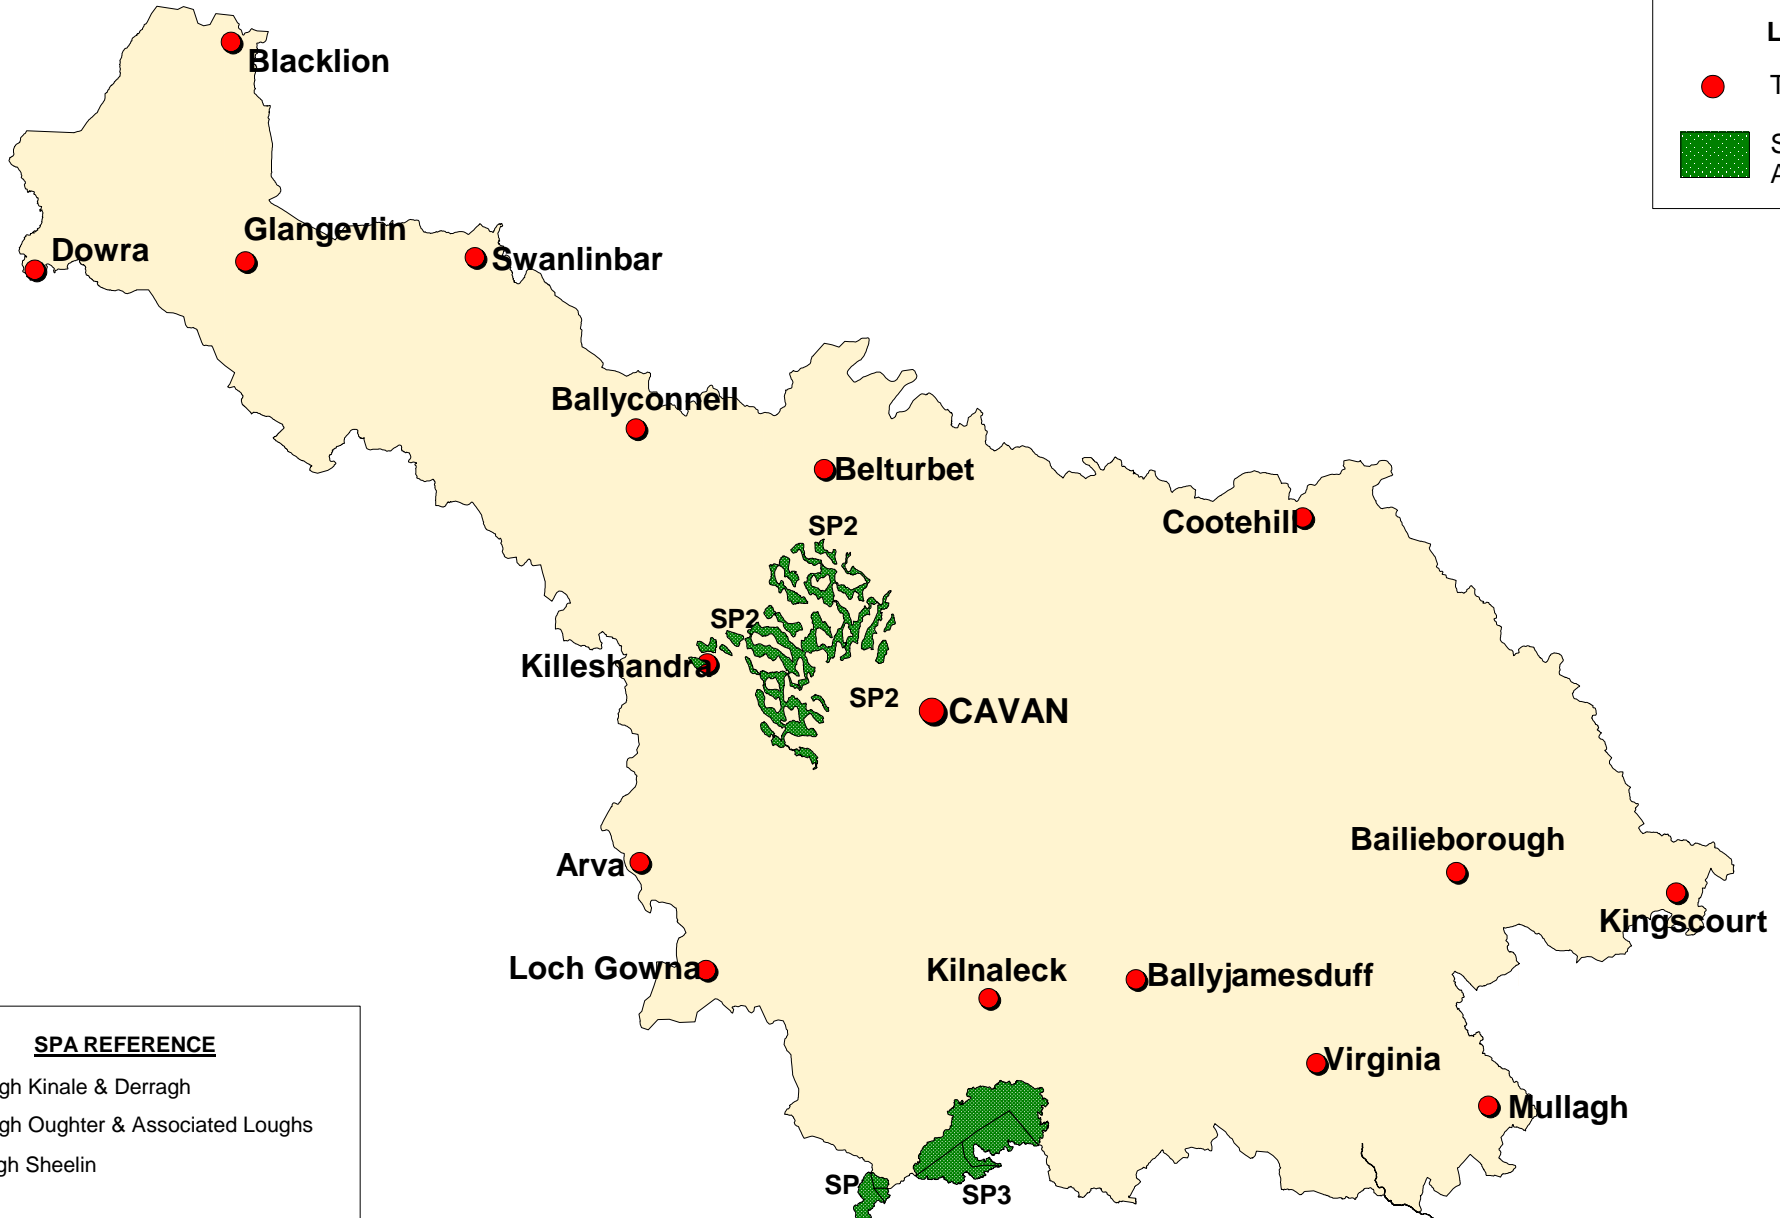 Blacklion
L
T
S
A
Glangevlin
Dowra
Swanlinbar
Ballyconnell
Belturbet
SP2
Cootehill
SP2
Killeshandra
SP2
CAVAN
Bailieborough
Arva
Kingscourt
Loch Gowna
Kilnaleck
Ballyjamesduff
SPA REFERENCE
Virginia
gh Kinale & Derragh
Mullagh
gh Oughter & Associated Loughs
gh Sheelin
SP
SP3